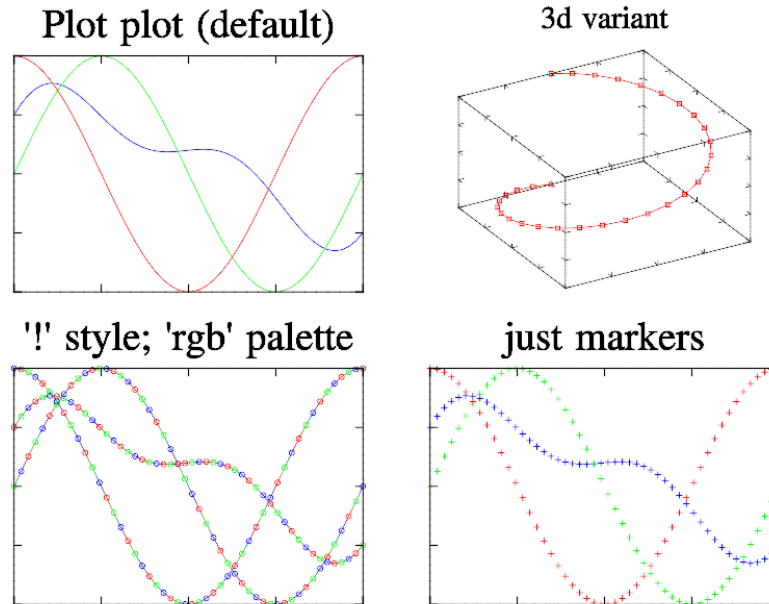 Plot plot (default)
3d variant
'!' style; 'rgb' palette
just markers